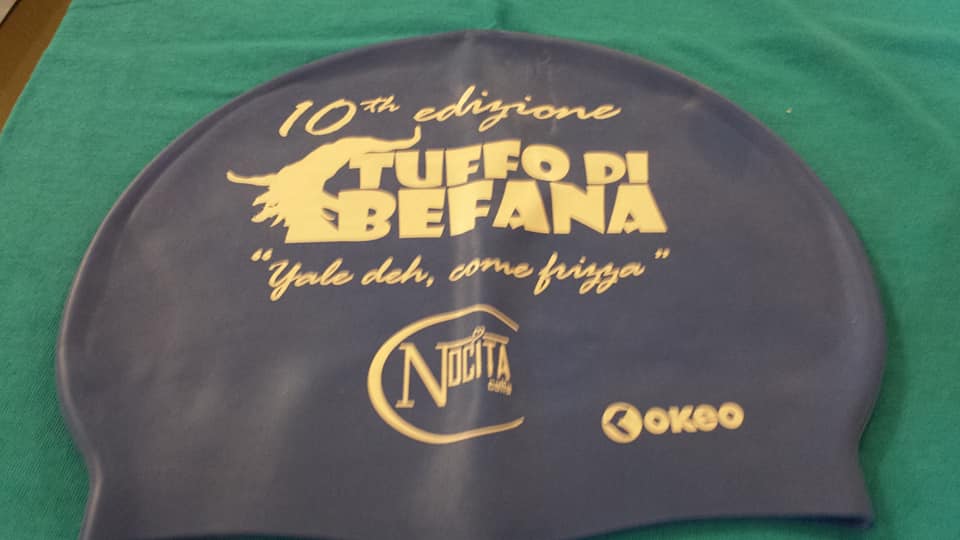 10th edizione
TUFFO DI
BEFANA
"Yale deh, come frizza"
NOCITA
OKEO